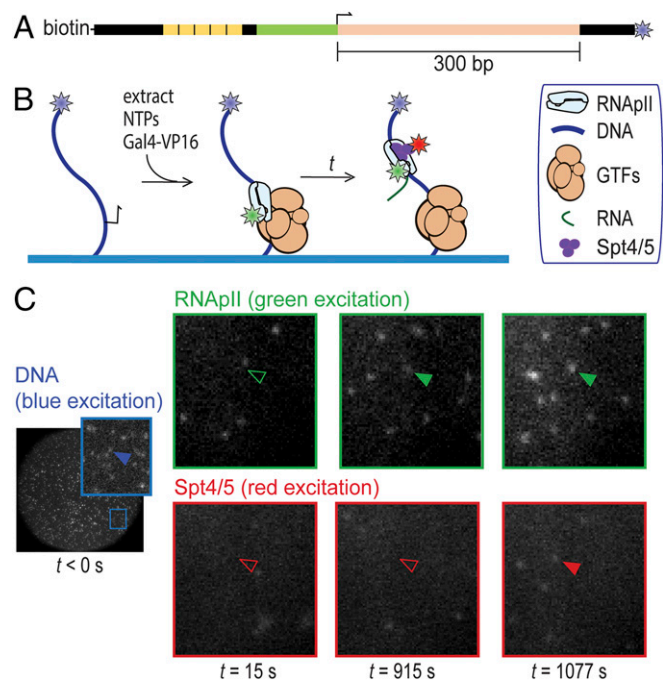 A
biotin-
300 bp
B
extract
NTPs
Gal4-VP16
t
RNApII
DNA
GTFs
RNA
Spt4/5
C
RNApII (green excitation)
DNA
(blue excitation)
Spt4/5 (red excitation)
t < 0 s
t = 15 s
t = 915 s
t = 1077 s